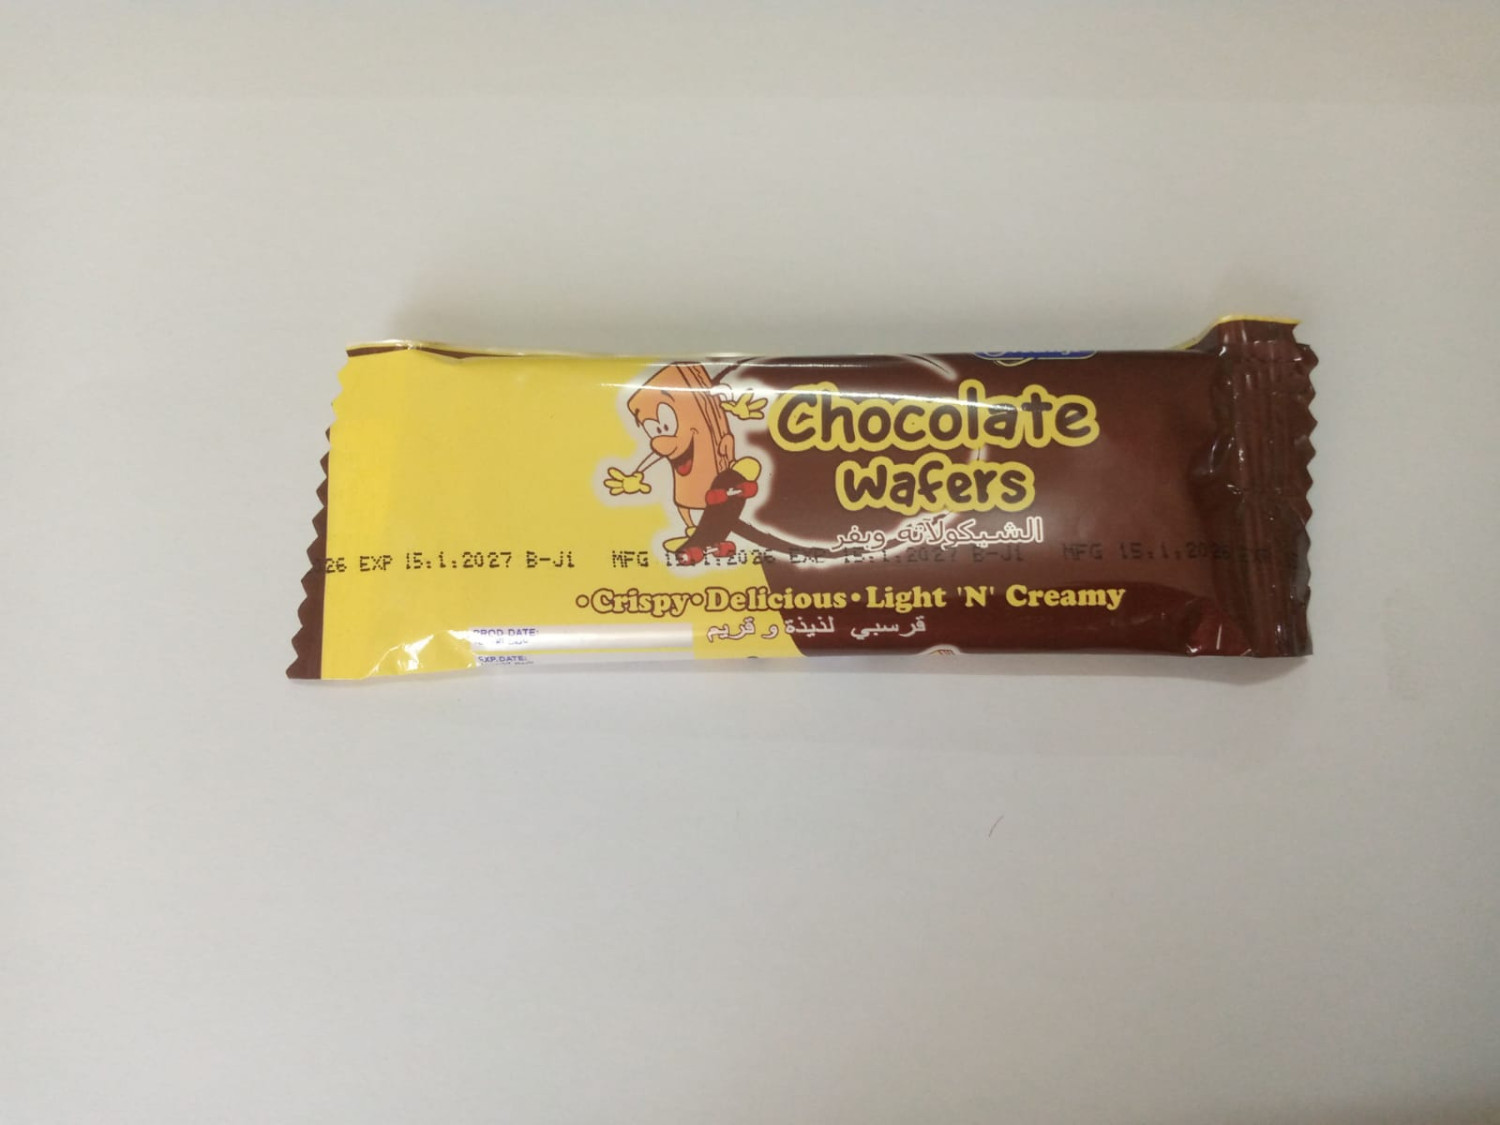 Chocolate
Wafers
الشيكولاته ويفر
26 EXP 15.1.2027 B-J1 MFG 15.1.2026 EXP 15.1.2027 B-J1 MFG 15.1.2026
•Crispy•Delicious•Light 'N' Creamy
قرسبي لذيذة و قريم
PROD.DATE:
EXP.DATE: